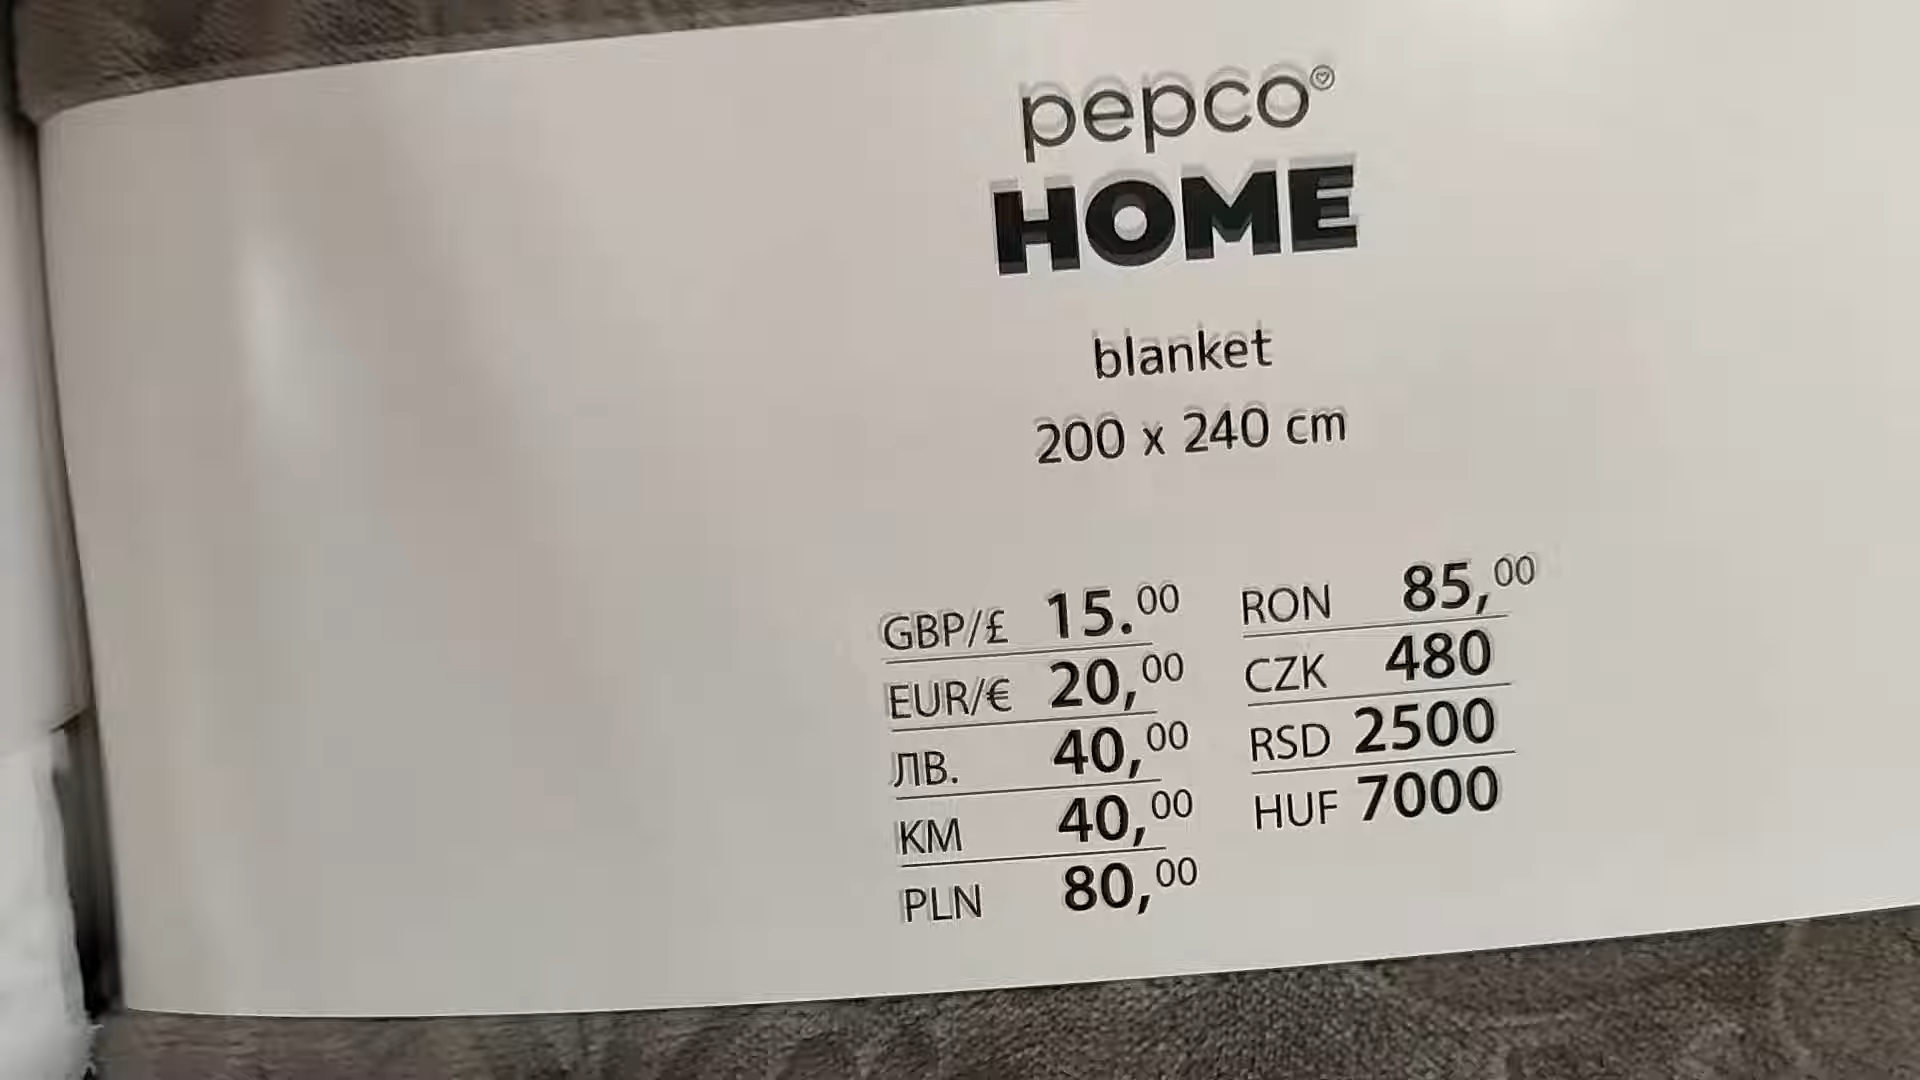 pepco
HOME
blanket
200 x 240 cm
GBP/£ 15.00
EUR/€ 20,00
ЛВ. 40,00
KM 40,00
PLN 80,00
RON 85,00
CZK 480
RSD 2500
HUF 7000